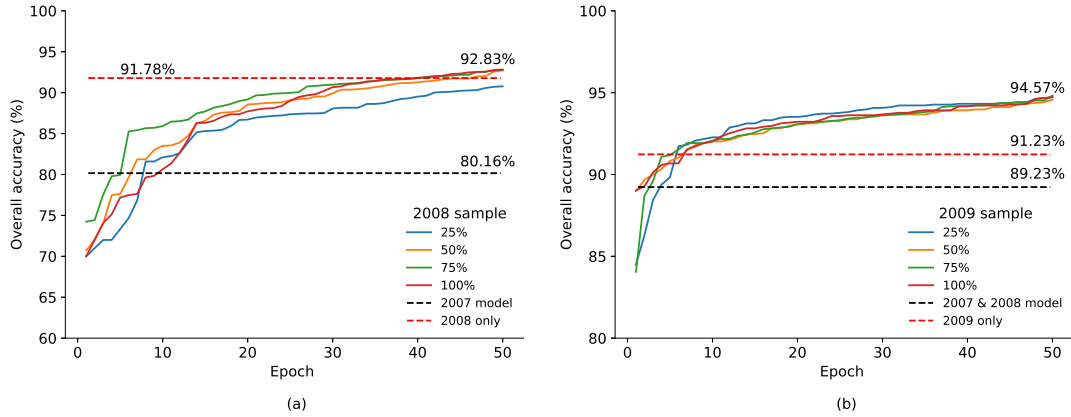 100
95
90
85
80
75
70
65
60
Overall accuracy (%)
91.78%
92.83%
80.16%
2008 sample
25%
50%
75%
100%
2007 model
2008 only
0 10 20 30 40 50
Epoch
(a)
100
95
90
85
80
Overall accuracy (%)
94.57%
91.23%
89.23%
2009 sample
25%
50%
75%
100%
2007 & 2008 model
2009 only
0 10 20 30 40 50
Epoch
(b)